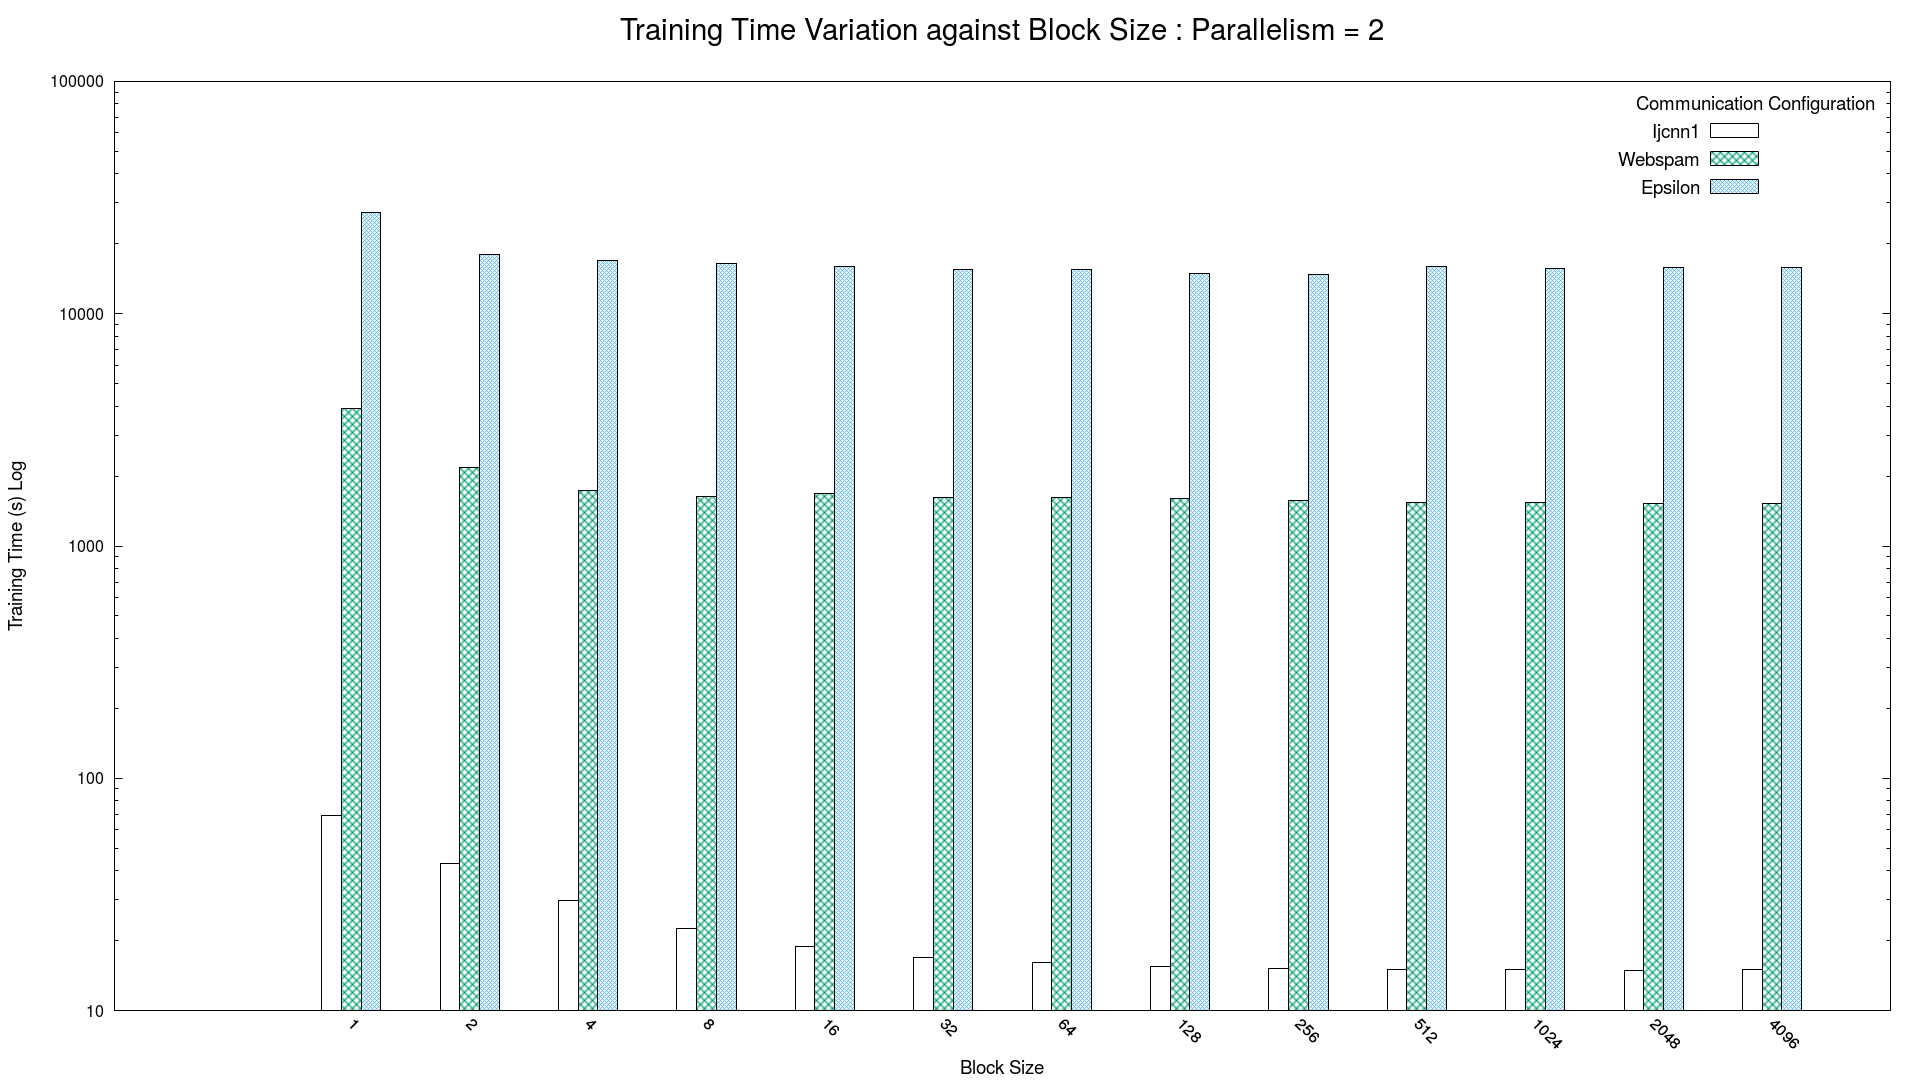 Training Time Variation against Block Size : Parallelism = 2
Communication Configuration
Ijcnn1
Webspam
Epsilon
Training Time (s) Log
100000
10000
1000
100
10
1
2
4
8
16
32
64
128
256
512
1024
2048
4096
Block Size